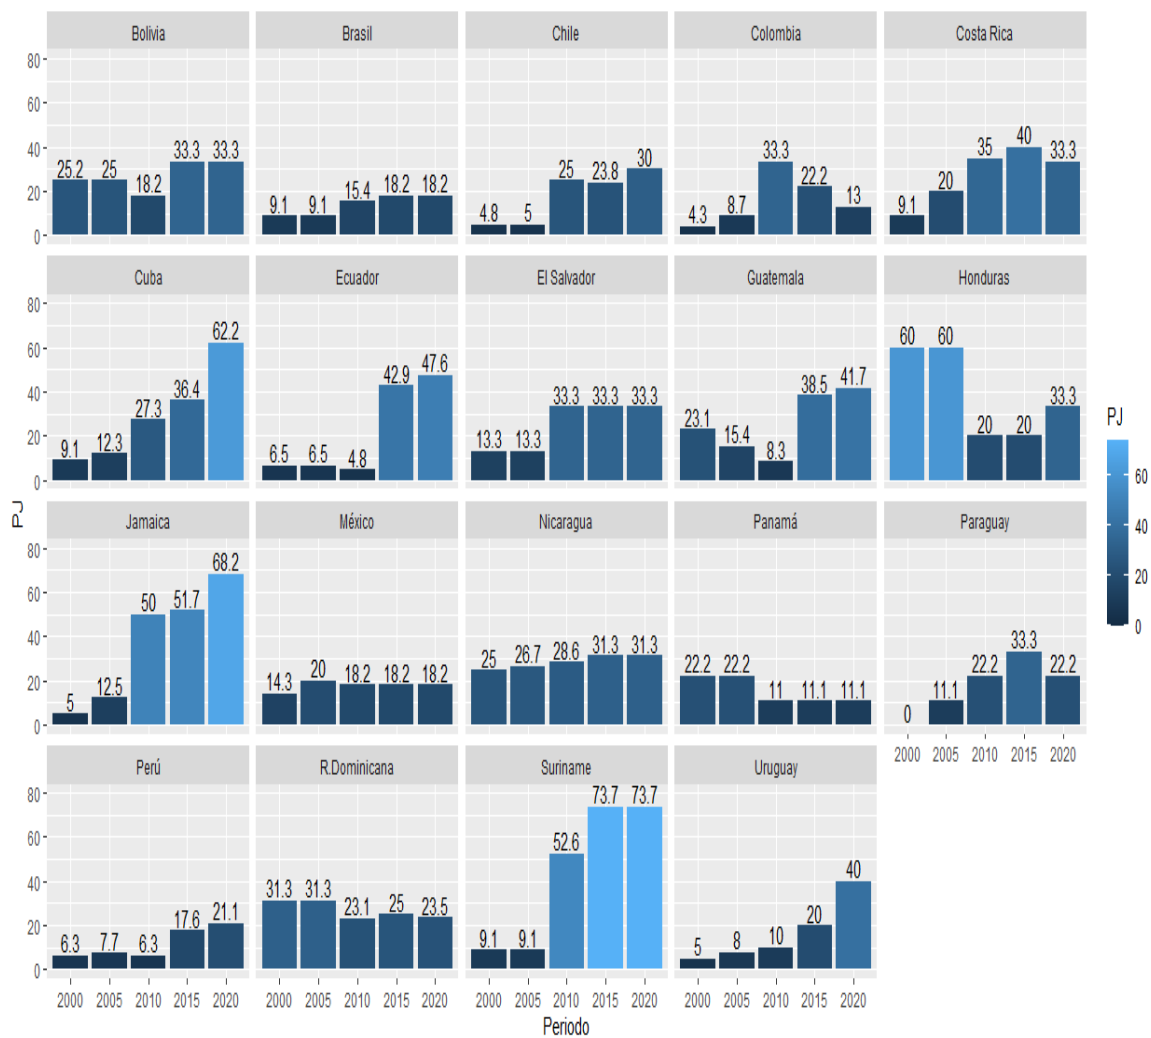 Bolivia Brasil Chile Colombia Costa Rica
80
60
40
20
0
25.2 25 18.2 33.3 33.3
9.1 9.1 15.4 18.2 18.2
4.8 5 25 23.8 30
4.3 8.7 33.3 22.2 13
9.1 20 35 40 33.3
Cuba Ecuador El Salvador Guatemala Honduras
80
60
40
20
0
9.1 12.3 27.3 36.4 62.2
6.5 6.5 4.8 42.9 47.6
13.3 13.3 33.3 33.3 33.3
23.1 15.4 8.3 38.5 41.7
60 60 20 20 33.3
Jamaica México Nicaragua Panamá Paraguay
80
60
40
20
0
5 12.5 50 51.7 68.2
14.3 20 18.2 18.2 18.2
25 26.7 28.6 31.3 31.3
22.2 22.2 11 11.1 11.1
0 11.1 22.2 33.3 22.2
2000 2005 2010 2015 2020
Perú R.Dominicana Suriname Uruguay
80
60
40
20
0
6.3 7.7 6.3 17.6 21.1
31.3 31.3 23.1 25 23.5
9.1 9.1 52.6 73.7 73.7
5 8 10 20 40
2000 2005 2010 2015 2020
2000 2005 2010 2015 2020
2000 2005 2010 2015 2020
2000 2005 2010 2015 2020
Periodo
PJ
PJ
60
40
20
0